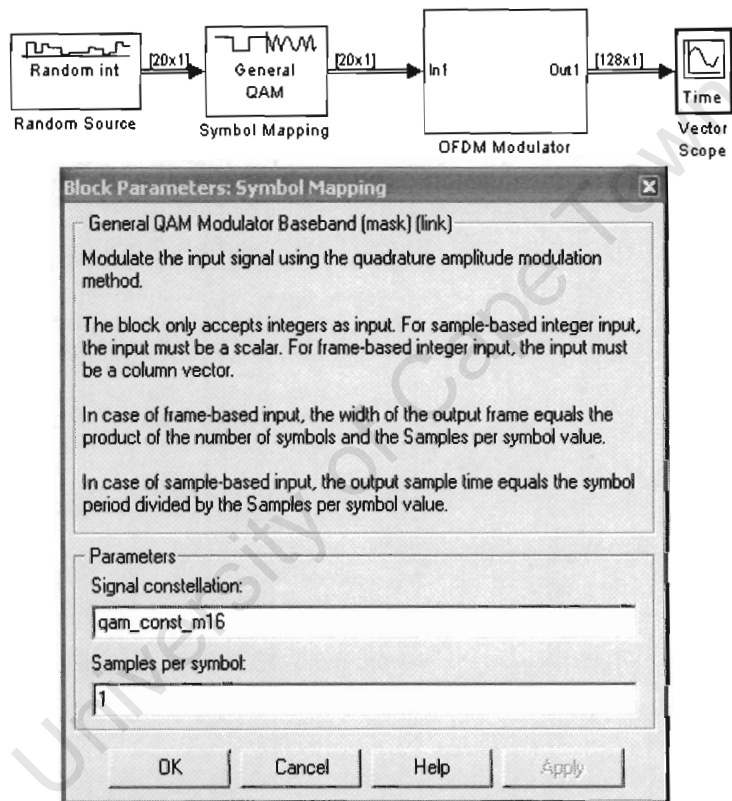 Random int
[20x1]
General
QAM
[20x1]
In1
Out1
[128x1]
Time
Random Source
Symbol Mapping
OFDM Modulator
Vector
Scope
Block Parameters: Symbol Mapping
General QAM Modulator Baseband (mask) (link)
Modulate the input signal using the quadrature amplitude modulation
method.
The block only accepts integers as input. For sample-based integer input,
the input must be a scalar. For frame-based integer input, the input must
be a column vector.
In case of frame-based input, the width of the output frame equals the
product of the number of symbols and the Samples per symbol value.
In case of sample-based input, the output sample time equals the symbol
period divided by the Samples per symbol value.
Parameters
Signal constellation:
qam_const_m16
Samples per symbol:
1
OK
Cancel
Help
Apply
University of Cape Town